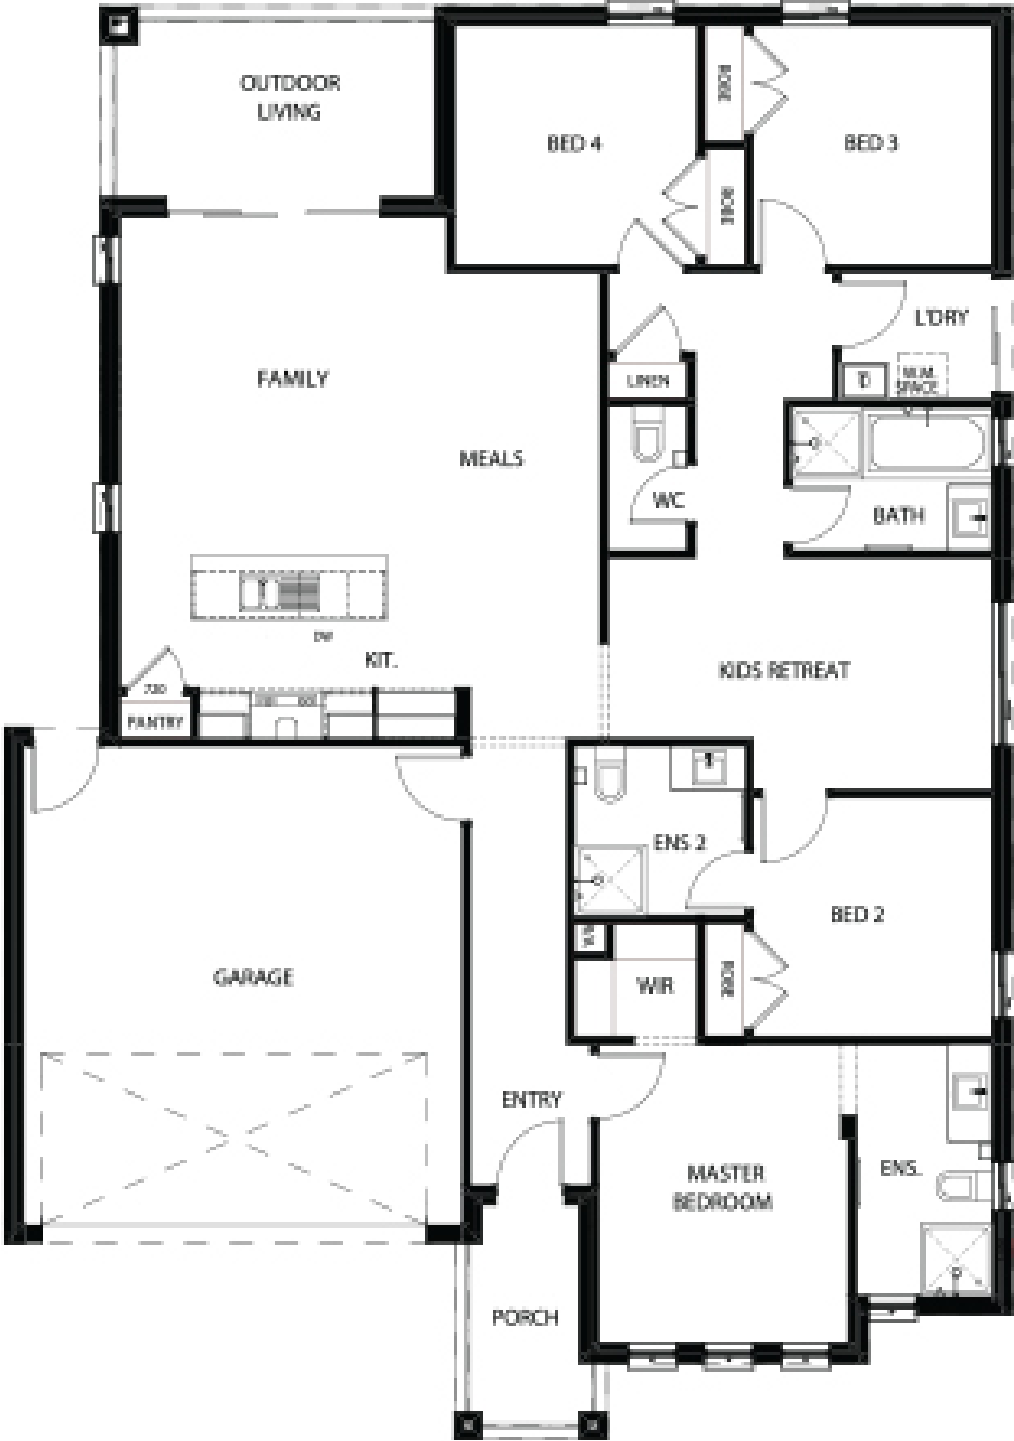 OUTDOOR
LIVING
BED 4
ROBE
BED 3
ROBE
L'DRY
FAMILY
LINEN
W.M.
SPACE
MEALS
WC
BATH
DW
KIT.
KIDS RETREAT
720
PANTRY
ENS 2
BED 2
GARAGE
WIR
ROBE
ENTRY
MASTER
BEDROOM
ENS.
PORCH